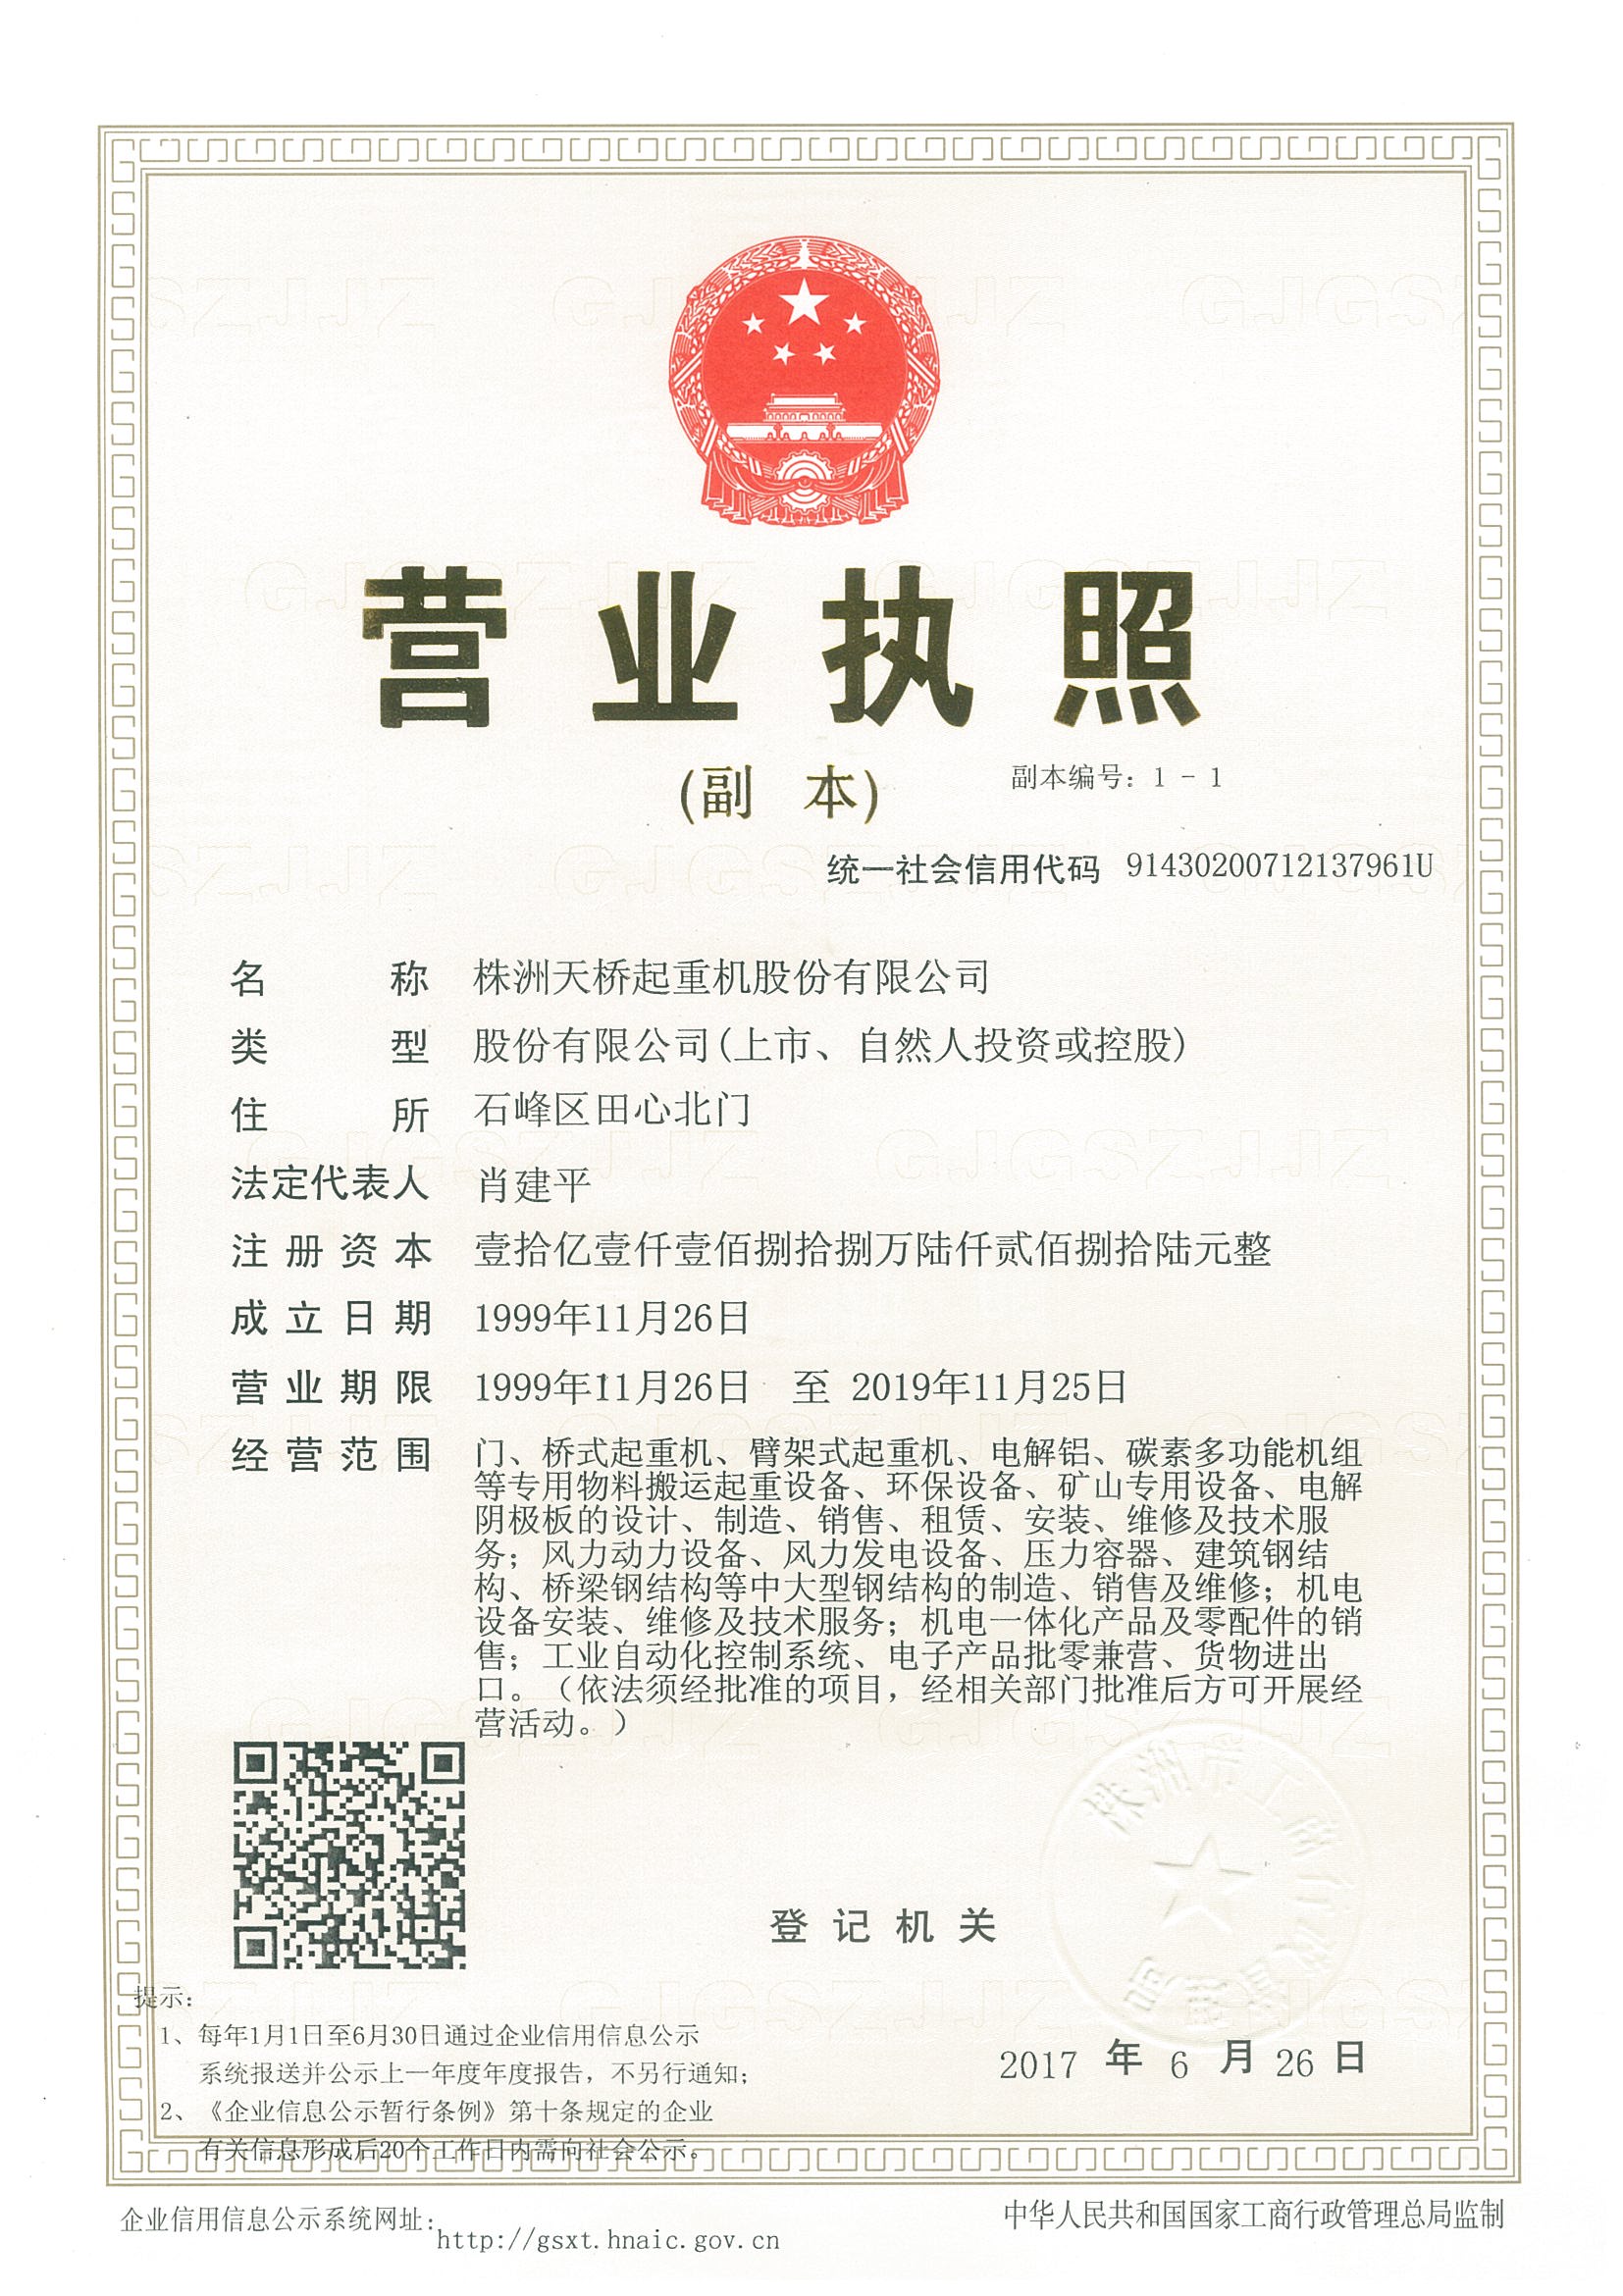 营业执照
(副 本)
副本编号: 1 - 1
统一社会信用代码 91430200712137961U
名 称 株洲天桥起重机股份有限公司
类 型 股份有限公司(上市、自然人投资或控股)
住 所 石峰区田心北门
法定代表人 肖建平
注册资本 壹拾亿壹仟壹佰捌拾捌万陆仟贰佰捌拾陆元整
成立日期 1999年11月26日
营业期限 1999年11月26日 至 2019年11月25日
经营范围 门、桥式起重机、臂架式起重机、电解铝、碳素多功能机组
等专用物料搬运起重设备、环保设备、矿山专用设备、电解
阴极板的设计、制造、销售、租赁、安装、维修及技术服
务；风力动力设备、风力发电设备、压力容器、建筑钢结
构、桥梁钢结构等中大型钢结构的制造、销售及维修；机电
设备安装、维修及技术服务；机电一体化产品及零配件的销
售；工业自动化控制系统、电子产品批零兼营、货物进出
口。（依法须经批准的项目，经相关部门批准后方可开展经
营活动。）
登记机关
2017 年 6 月 26 日
提示:
1、每年1月1日至6月30日通过企业信用信息公示
系统报送并公示上一年度年度报告，不另行通知；
2、《企业信息公示暂行条例》第十条规定的企业
有关信息形成后20个工作日内需向社会公示。
企业信用信息公示系统网址: http://gsxt.hnaic.gov.cn
中华人民共和国国家工商行政管理总局监制